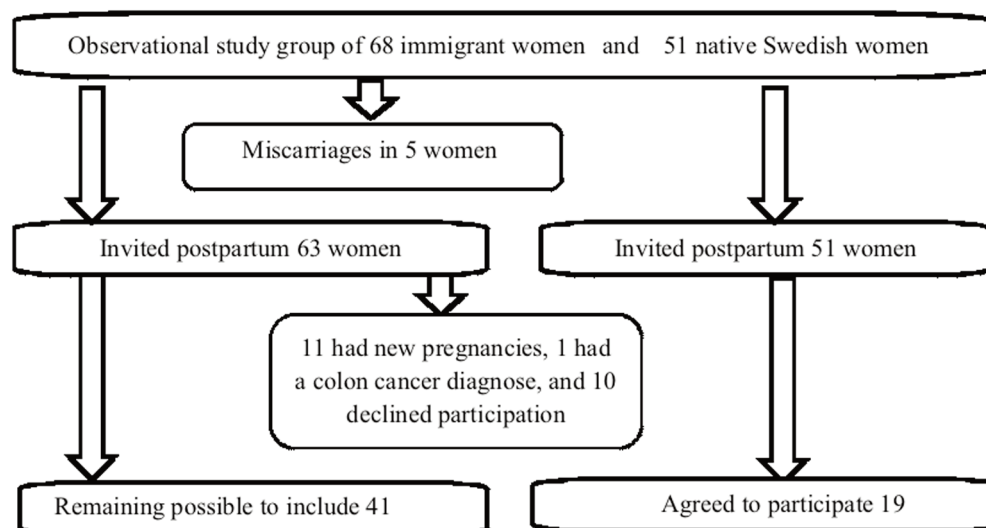 Observational study group of 68 immigrant women and 51 native Swedish women
Miscarriages in 5 women
Invited postpartum 63 women
Invited postpartum 51 women
11 had new pregnancies, 1 had
a colon cancer diagnose, and 10
declined participation
Remaining possible to include 41
Agreed to participate 19